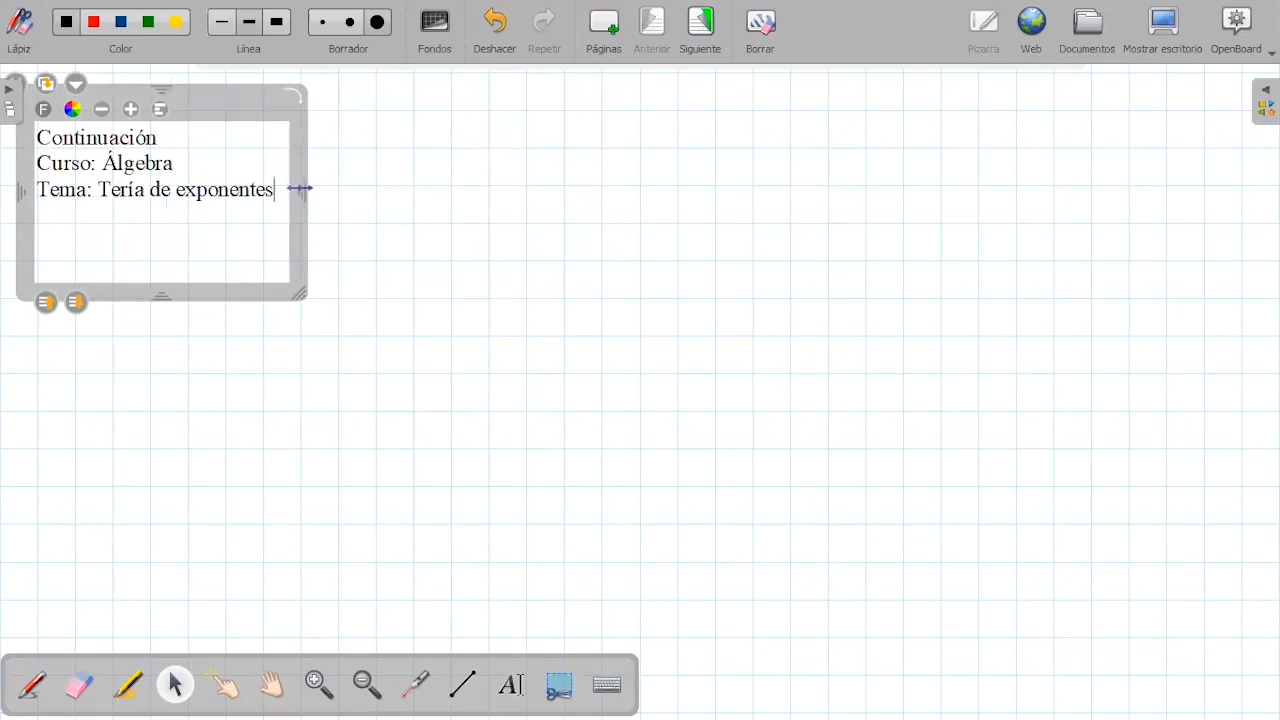 Lápiz Color Línea Borrador Fondos Deshacer Repetir Páginas Anterior Siguiente Borrar Pizarra Web Documentos Mostrar escritorio OpenBoard
F
Continuación
Curso: Álgebra
Tema: Tería de exponentes
AI